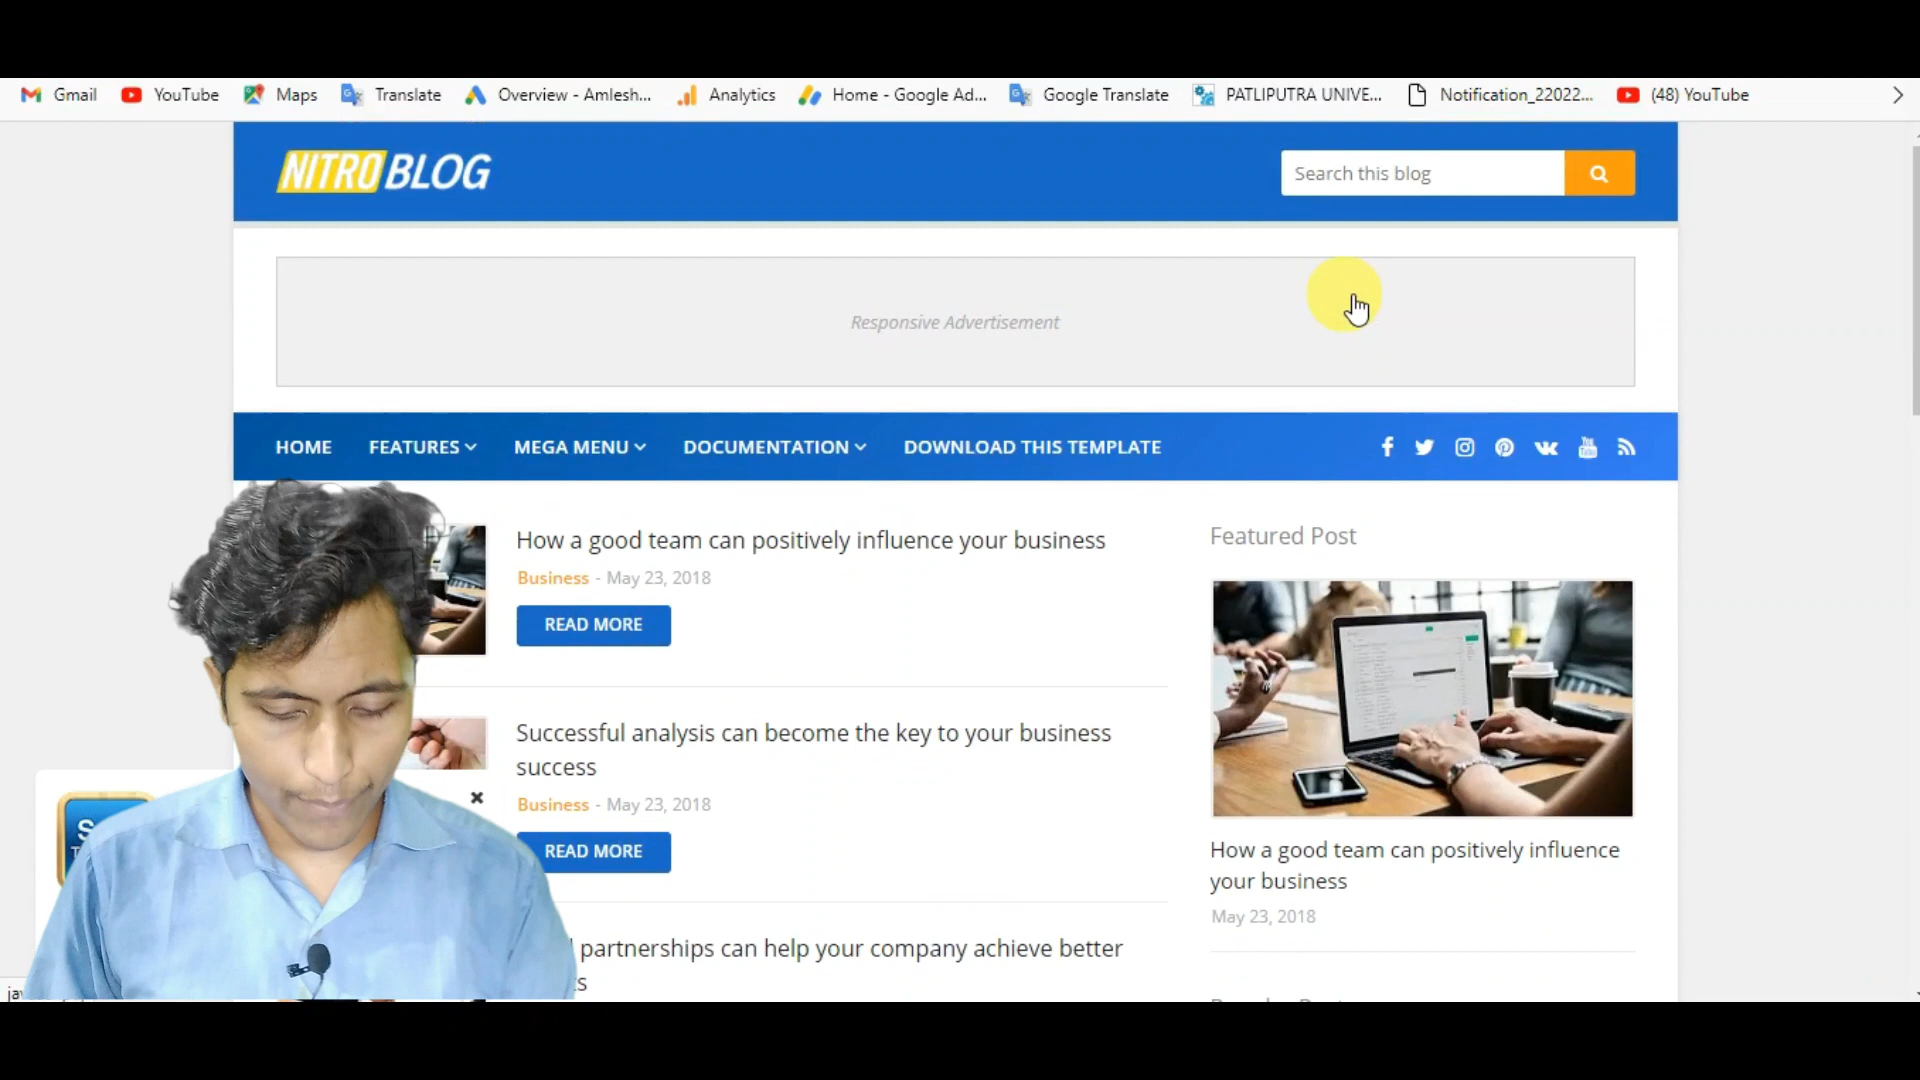 Gmail YouTube Maps Translate Overview - Amlesh... Analytics Home - Google Ad... Google Translate PATLIPUTRA UNIVE... Notification_22022... (48) YouTube
NITRO BLOG
Search this blog
Responsive Advertisement
HOME FEATURES MEGA MENU DOCUMENTATION DOWNLOAD THIS TEMPLATE
How a good team can positively influence your business
Business - May 23, 2018
READ MORE
Successful analysis can become the key to your business
success
Business - May 23, 2018
READ MORE
partnerships can help your company achieve better
Featured Post
How a good team can positively influence
your business
May 23, 2018